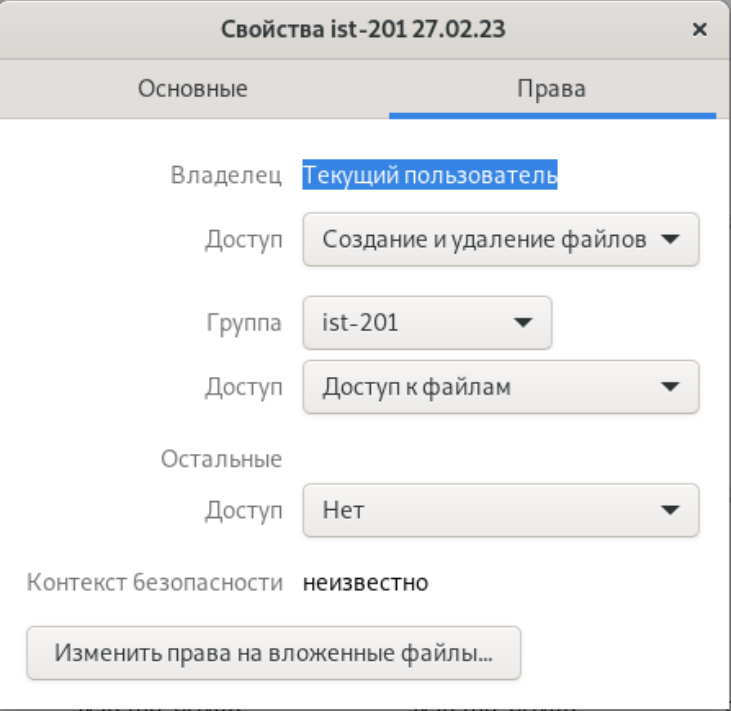 Свойства ist-201 27.02.23
Основные Права
Владелец Текущий пользователь
Доступ Создание и удаление файлов
Группа ist-201
Доступ Доступ к файлам
Остальные
Доступ Нет
Контекст безопасности неизвестно
Изменить права на вложенные файлы...